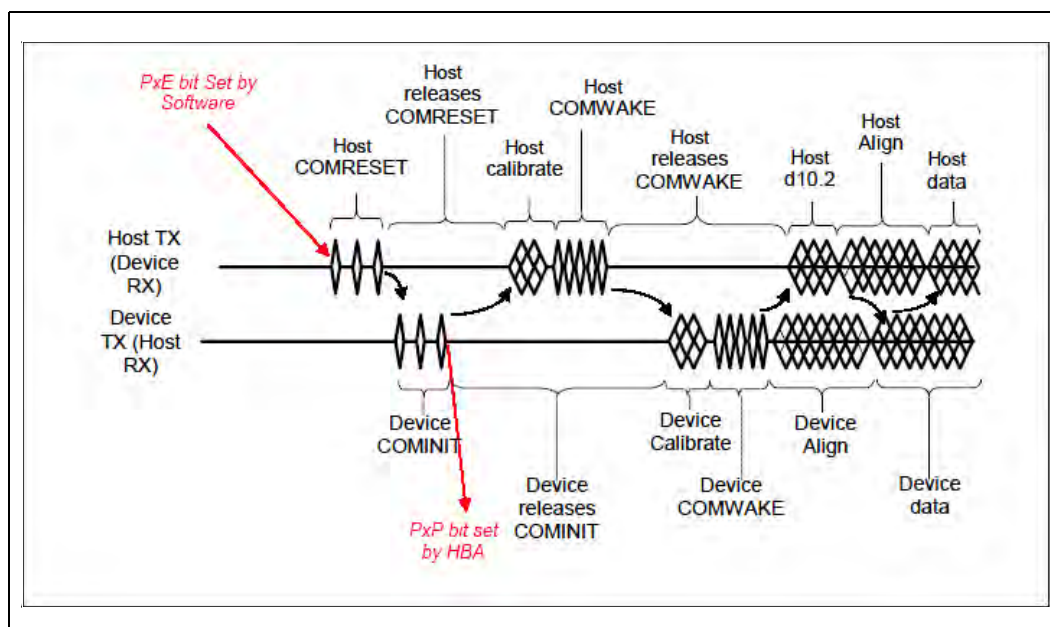 PxE bit Set by
Software
Host
COMRESET
Host
releases
COMRESET
Host
calibrate
Host
COMWAKE
Host
releases
COMWAKE
Host
d10.2
Host
Align
Host
data
Host TX
(Device
RX)
Device
TX (Host
RX)
Device
COMINIT
PxP bit set
by HBA
Device
releases
COMINIT
Device
Calibrate
Device
COMWAKE
Device
Align
Device
data